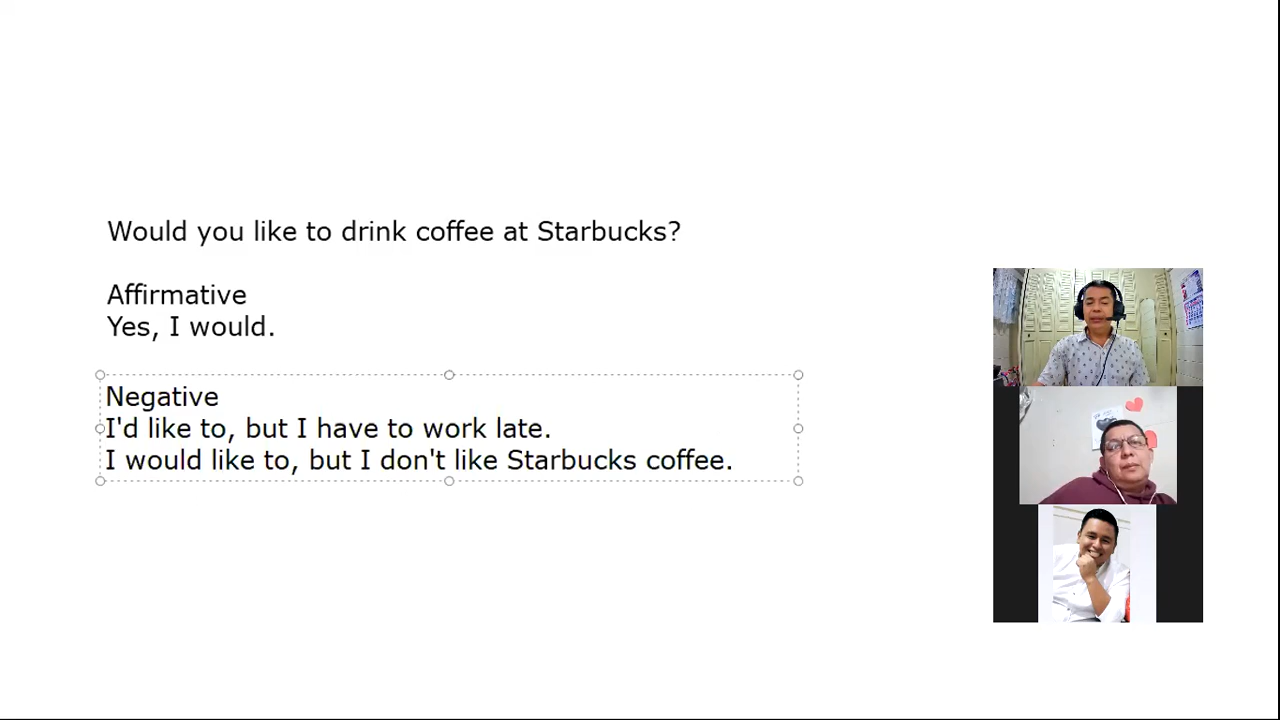 Would you like to drink coffee at Starbucks?
Affirmative
Yes, I would.
Negative
I'd like to, but I have to work late.
I would like to, but I don't like Starbucks coffee.